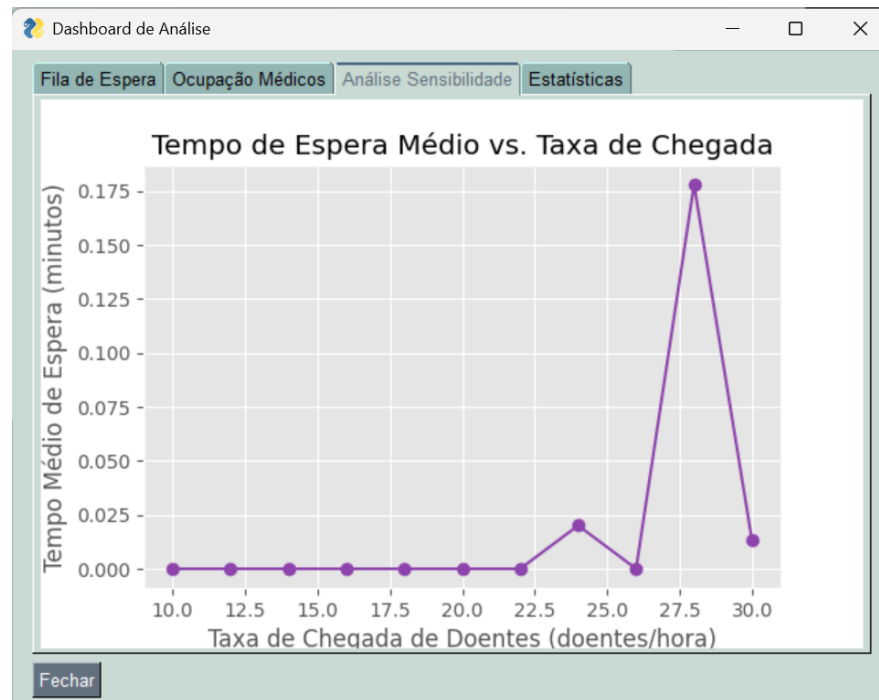 Dashboard de Análise
Fila de Espera Ocupação Médicos Análise Sensibilidade Estatísticas
Tempo de Espera Médio vs. Taxa de Chegada
Tempo Médio de Espera (minutos)
0.175
0.150
0.125
0.100
0.075
0.050
0.025
0.000
10.0 12.5 15.0 17.5 20.0 22.5 25.0 27.5 30.0
Taxa de Chegada de Doentes (doentes/hora)
Fechar